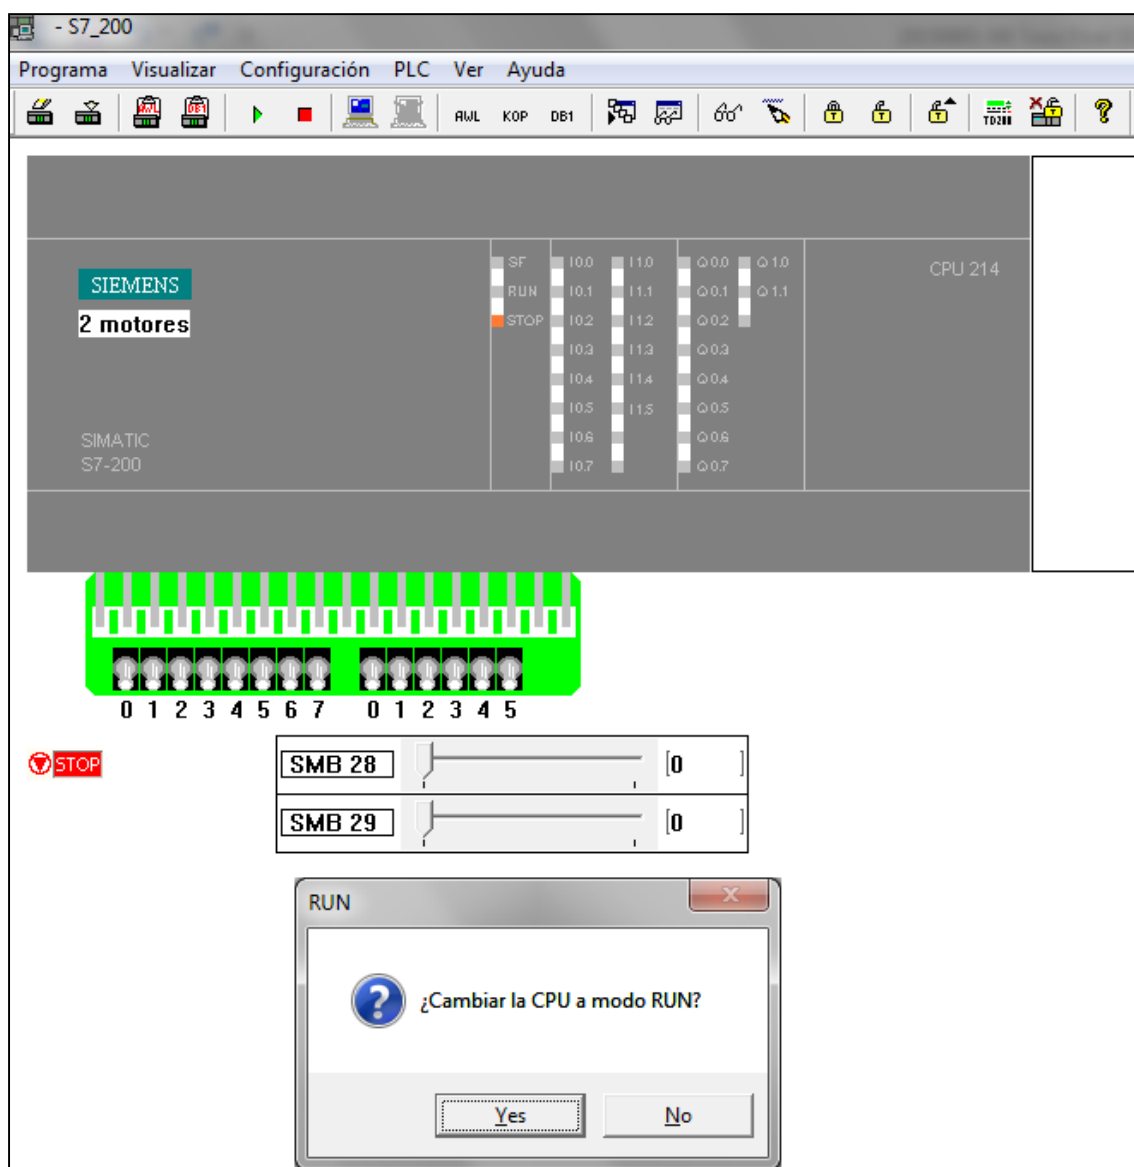 - S7_200
Programa Visualizar Configuración PLC Ver Ayuda
AWL DB1 AWL KOP DB1 TD200 ?
SIEMENS
2 motores
SIMATIC
S7-200
SF I0.0 I1.0 Q0.0 Q1.0
RUN I0.1 I1.1 Q0.1 Q1.1
STOP I0.2 I1.2 Q0.2
I0.3 I1.3 Q0.3
I0.4 I1.4 Q0.4
I0.5 I1.5 Q0.5
I0.6 Q0.6
I0.7 Q0.7
CPU 214
0 1 2 3 4 5 6 7 0 1 2 3 4 5
STOP
SMB 28 [0 ]
SMB 29 [0 ]
RUN
¿Cambiar la CPU a modo RUN?
Yes No